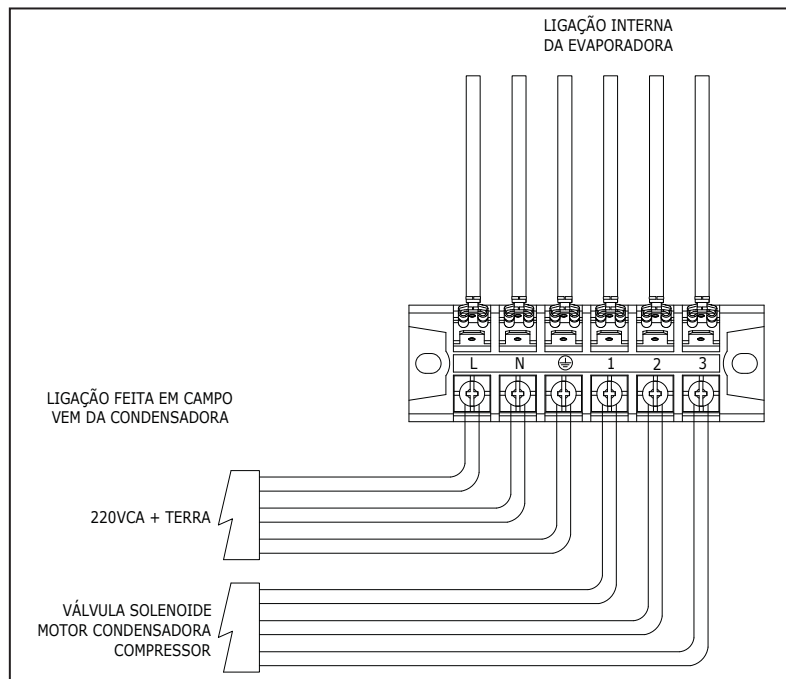 LIGAÇÃO INTERNA
DA EVAPORADORA
L N ⏚ 1 2 3
LIGAÇÃO FEITA EM CAMPO
VEM DA CONDENSADORA
220VCA + TERRA
VÁLVULA SOLENOIDE
MOTOR CONDENSADORA
COMPRESSOR